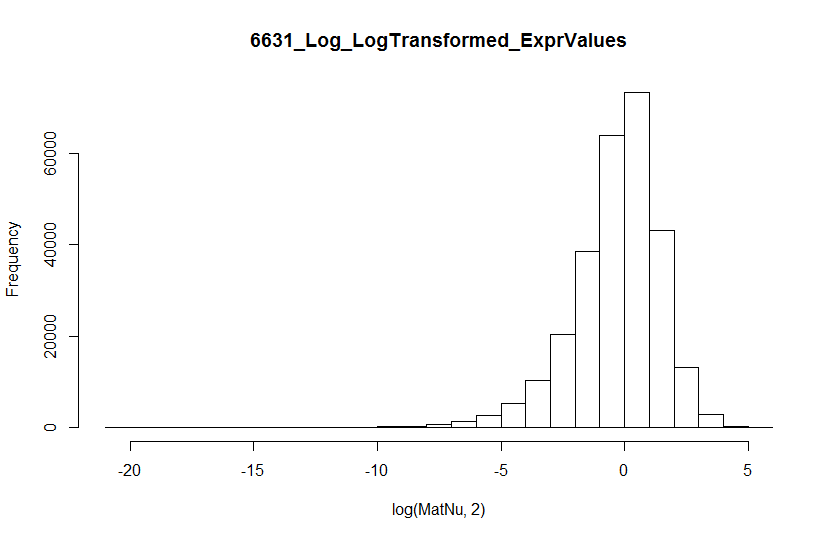 6631_Log_LogTransformed_ExprValues
Frequency
60000
40000
20000
0
-20 -15 -10 -5 0 5
log(MatNu, 2)